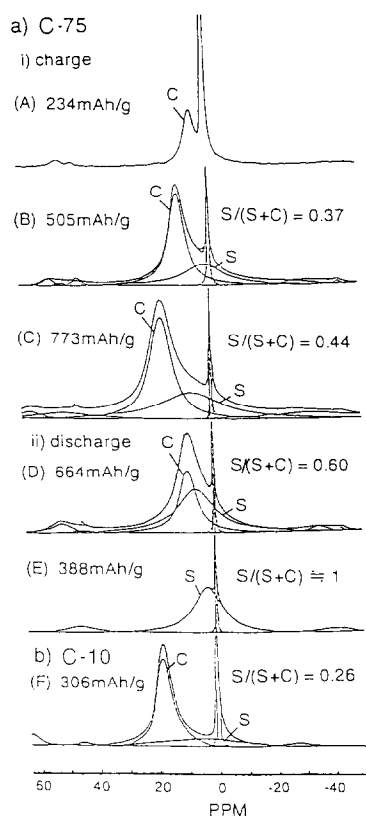 a) C-75
i) charge
(A) 234mAh/g
C
(B) 505mAh/g
C
S/(S+C) = 0.37
S
(C) 773mAh/g
C
S/(S+C) = 0.44
S
ii) discharge
(D) 664mAh/g
C
S/(S+C) = 0.60
S
(E) 388mAh/g
S
S/(S+C) ≒ 1
b) C-10
(F) 306mAh/g
C
S/(S+C) = 0.26
S
60 40 20 0 -20 -40
PPM